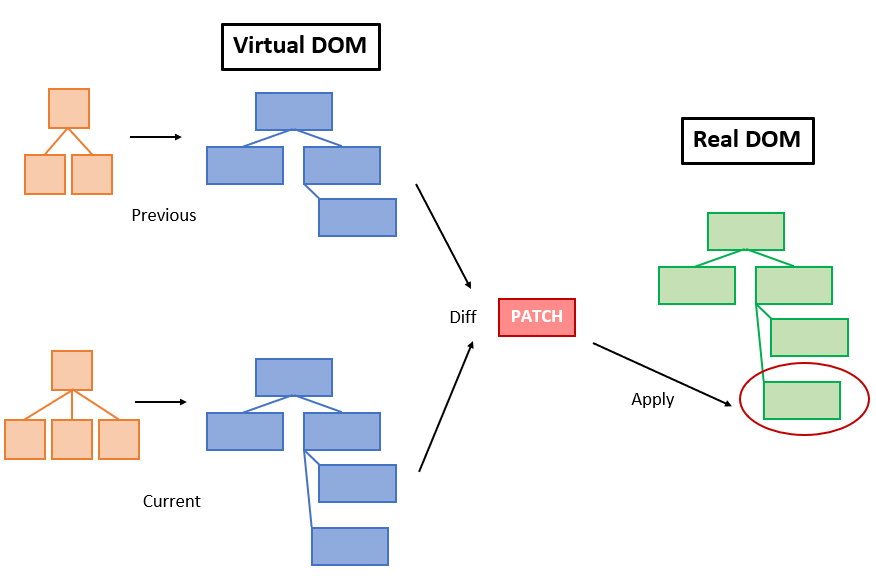 Virtual DOM
Real DOM
Previous
Diff
PATCH
Apply
Current